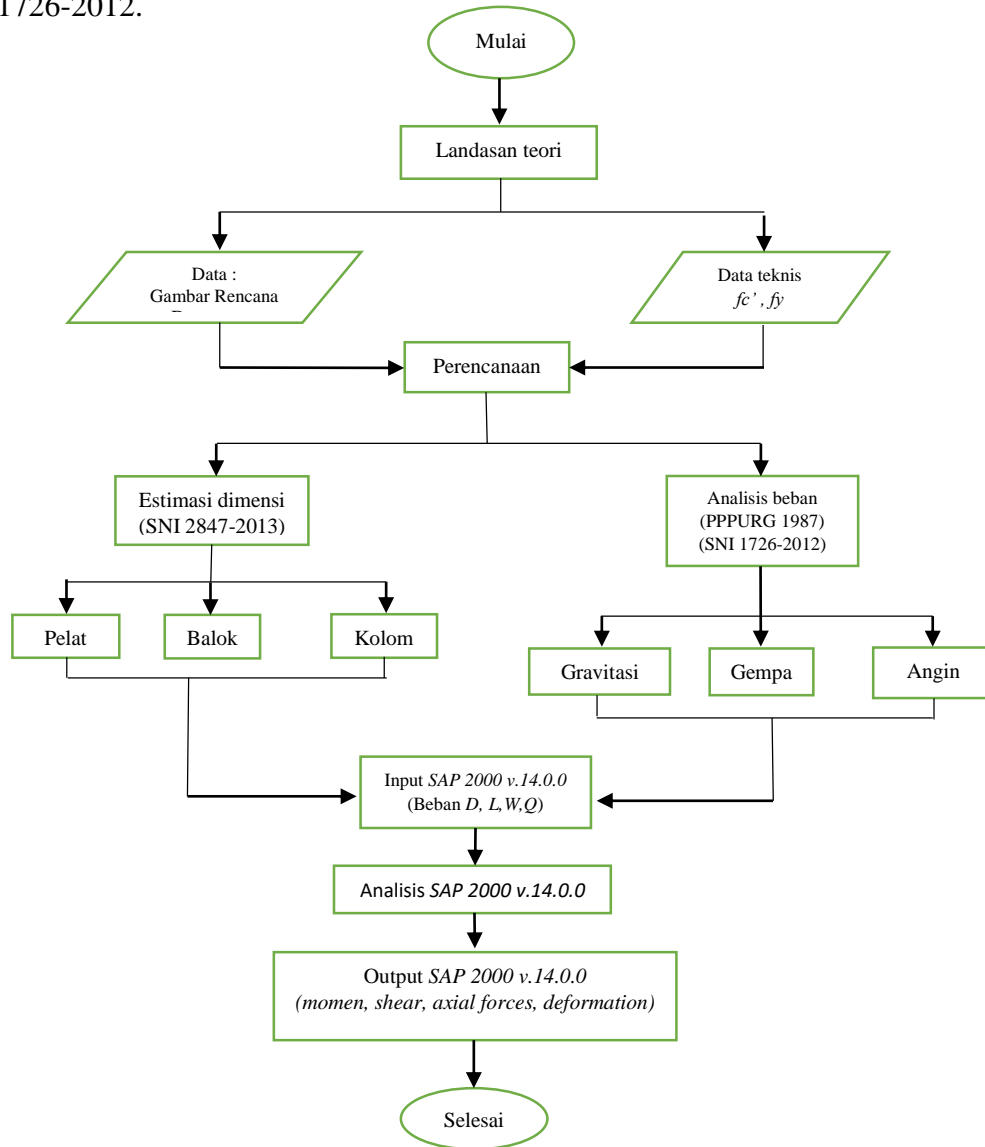 1726-2012.
Mulai
Landasan teori
Data :
Gambar Rencana
Data teknis
fc’ , fy
Perencanaan
Estimasi dimensi
(SNI 2847-2013)
Analisis beban
(PPPURG 1987)
(SNI 1726-2012)
Pelat
Balok
Kolom
Gravitasi
Gempa
Angin
Input SAP 2000 v.14.0.0
(Beban D, L,W,Q)
Analisis SAP 2000 v.14.0.0
Output SAP 2000 v.14.0.0
(momen, shear, axial forces, deformation)
Selesai